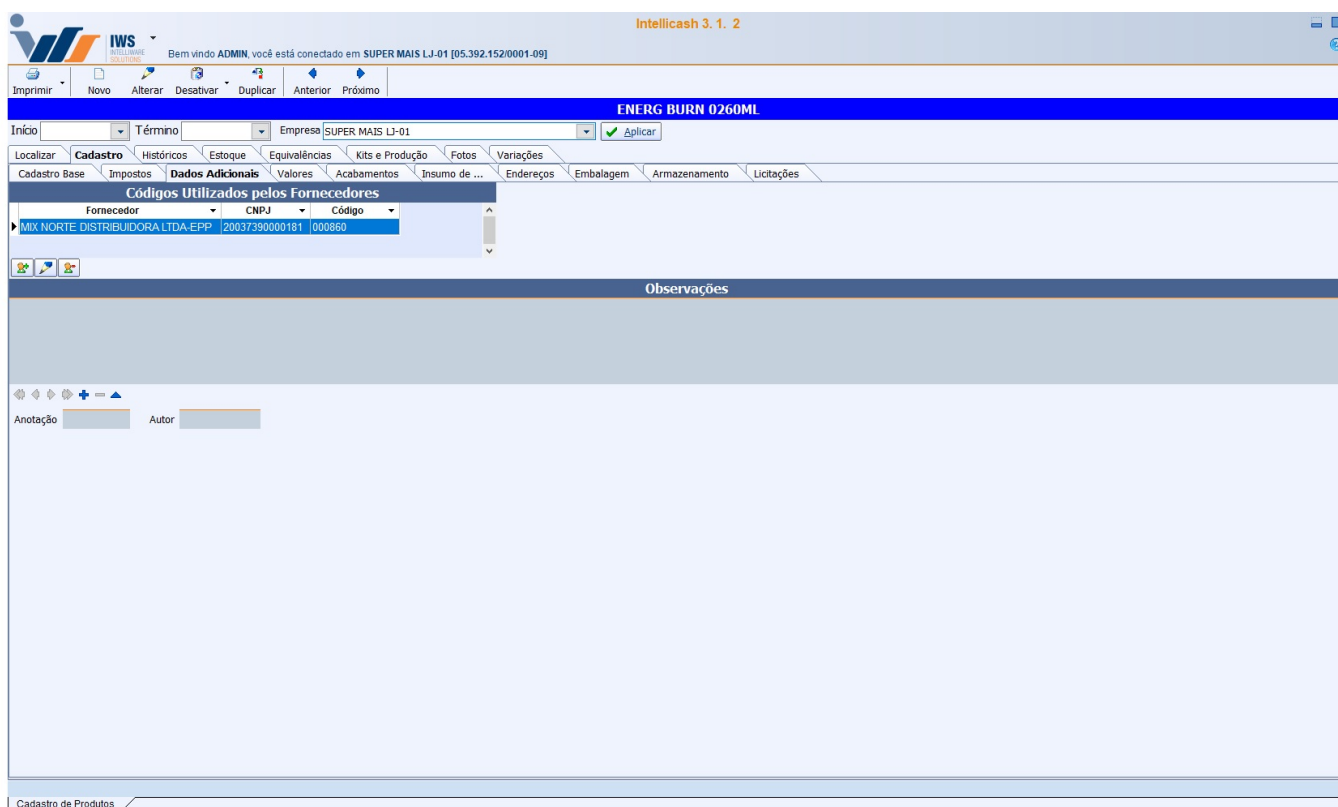 Intellicash 3. 1.  2
IWS
INTELLIWARE
SOLUTIONS
Bem vindo ADMIN, você está conectado em SUPER MAIS LJ-01 [05.392.152/0001-09]
Imprimir Novo Alterar Desativar Duplicar Anterior Próximo
ENERG BURN 0260ML
Início Término Empresa SUPER MAIS LJ-01 Aplicar
Localizar Cadastro Históricos Estoque Equivalências Kits e Produção Fotos Variações
Cadastro Base Impostos Dados Adicionais Valores Acabamentos Insumo de ... Endereços Embalagem Armazenamento Licitações
Códigos Utilizados pelos Fornecedores
Fornecedor CNPJ Código
MIX NORTE DISTRIBUIDORA LTDA-EPP 20037390000181 000860
Observações
Anotação Autor
Cadastro de Produtos